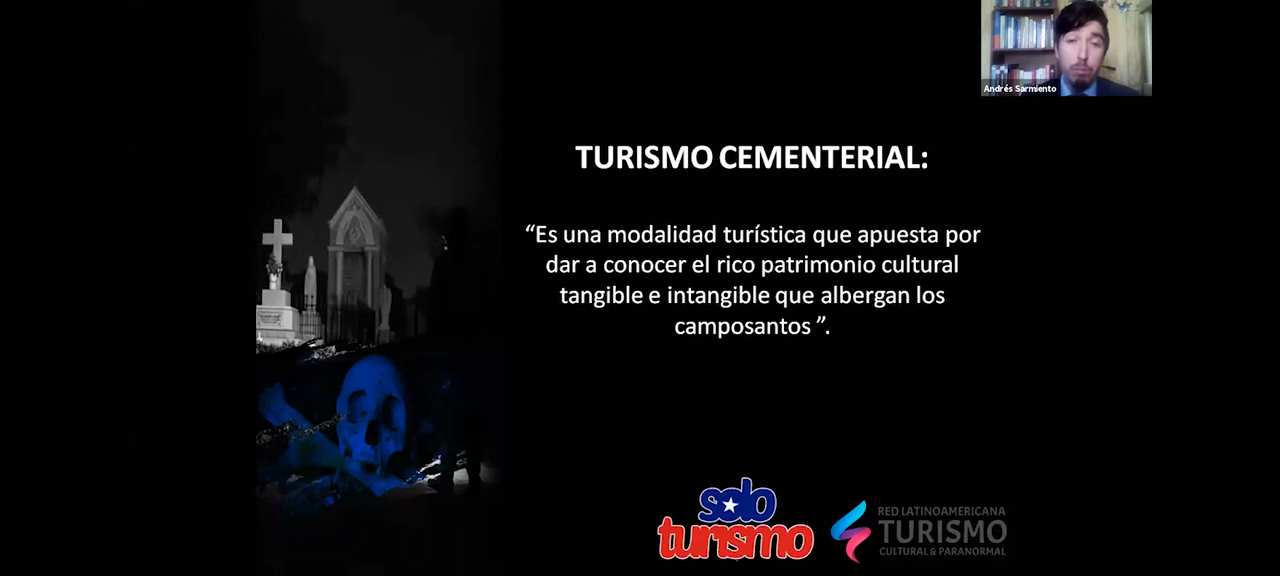 Andrés Sarmiento
TURISMO CEMENTERIAL:
“Es una modalidad turística que apuesta por
dar a conocer el rico patrimonio cultural
tangible e intangible que albergan los
camposantos ”.
solo
turismo
RED LATINOAMERICANA
TURISMO
CULTURAL & PARANORMAL